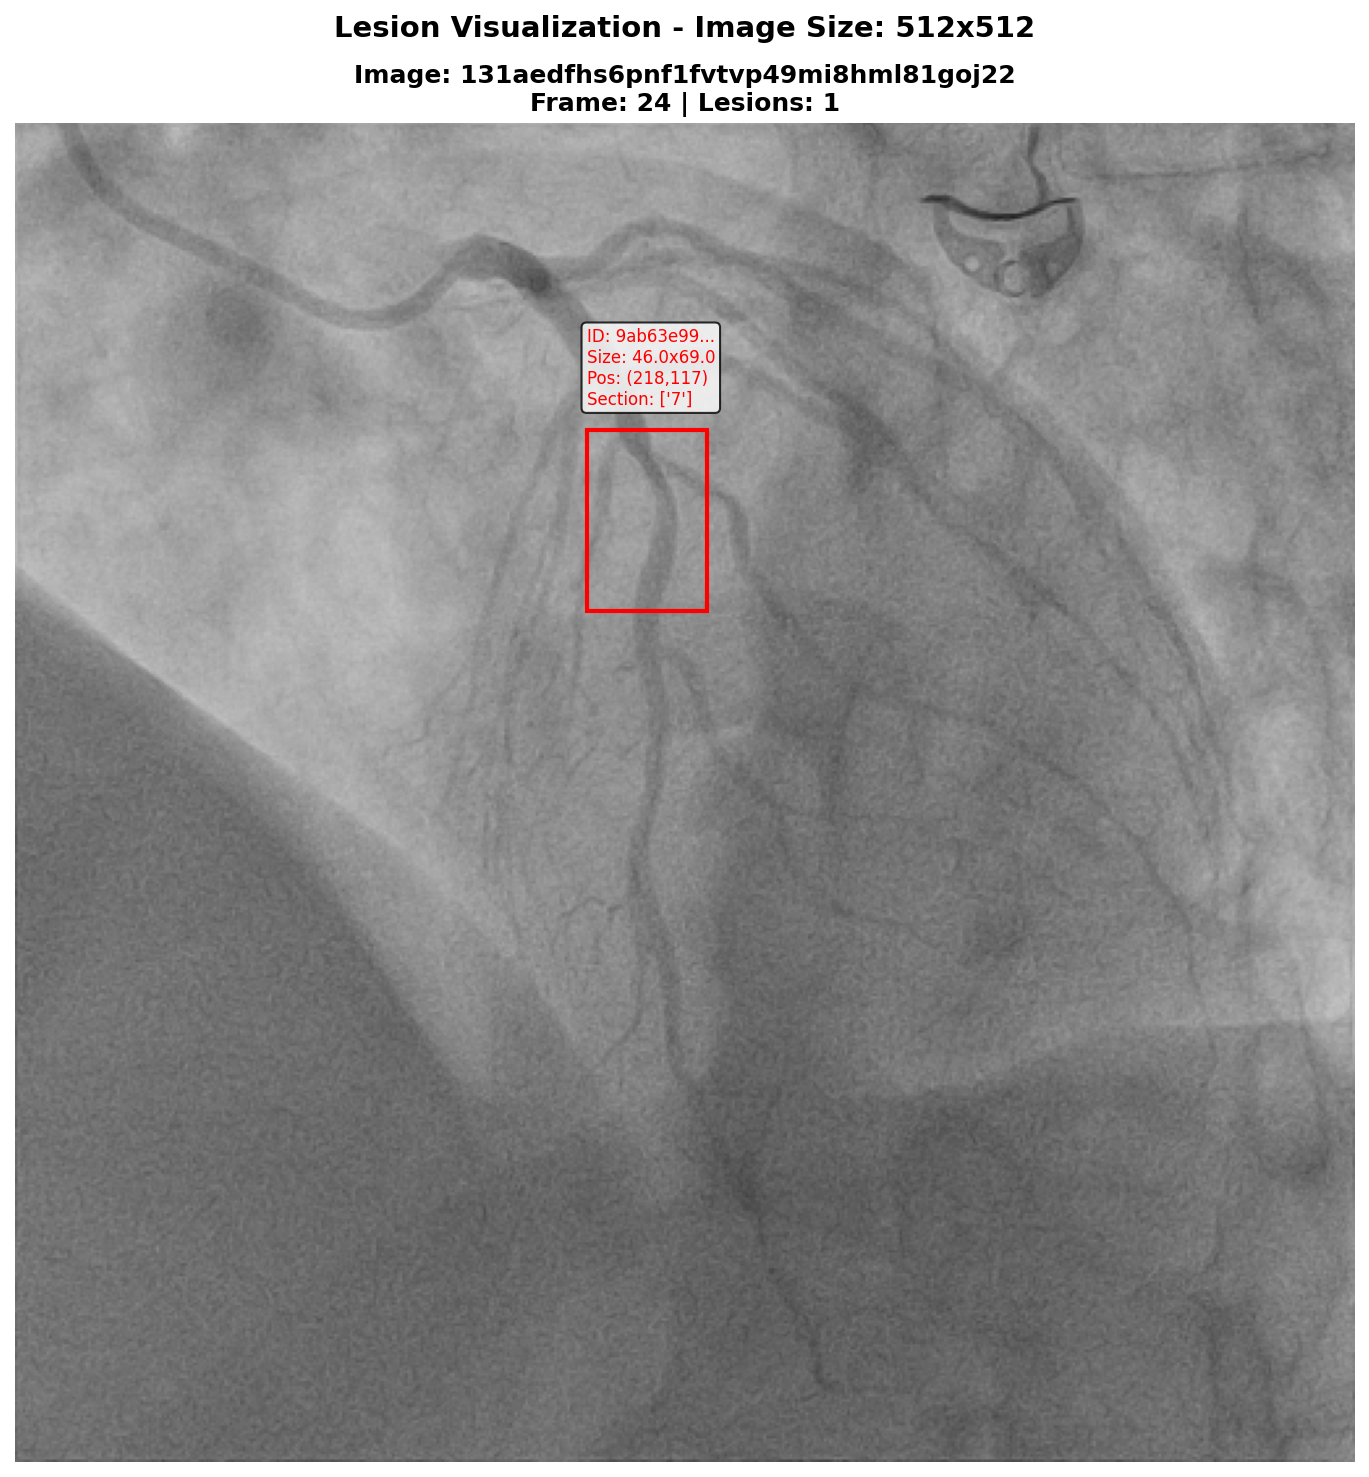 Lesion Visualization - Image Size: 512x512
Image: 131aedfhs6pnf1fvtvp49mi8hml81goj22
Frame: 24 | Lesions: 1
ID: 9ab63e99...
Size: 46.0x69.0
Pos: (218,117)
Section: ['7']